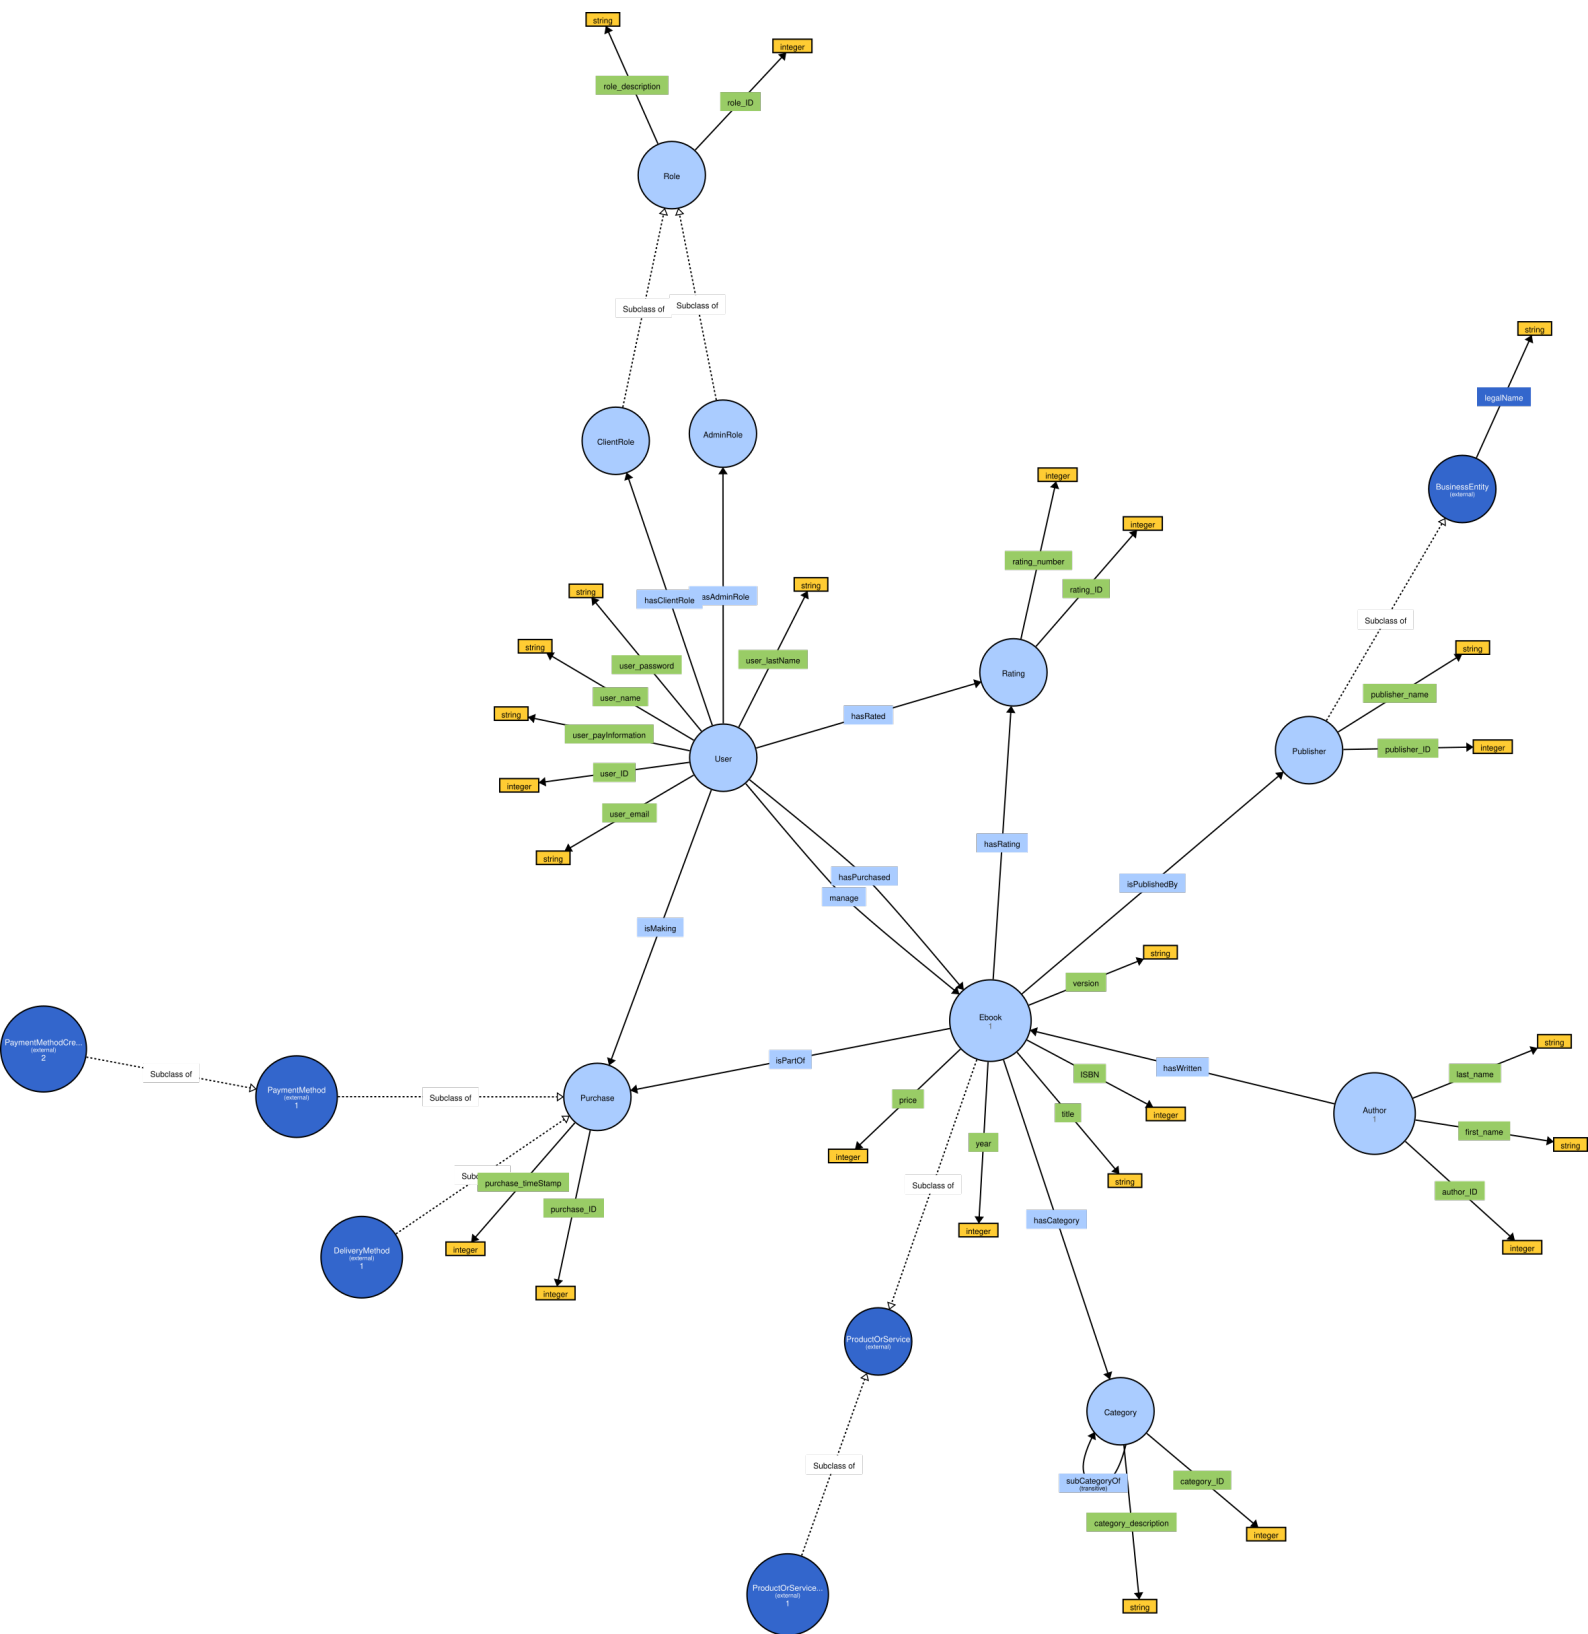 string
integer
role_description
role_ID
Role
Subclass of
Subclass of
string
legalName
ClientRole
AdminRole
integer
BusinessEntity
(external)
integer
rating_number
string
string
rating_ID
hasClientRole
asAdminRole
Subclass of
string
string
user_password
user_lastName
Rating
user_name
publisher_name
string
hasRated
user_payInformation
publisher_ID
integer
Publisher
User
user_ID
integer
user_email
hasRating
string
hasPurchased
isPublishedBy
manage
isMaking
string
version
Ebook
1
string
PaymentMethodCre...
(external)
2
isPartOf
hasWritten
Subclass of
ISBN
last_name
PaymentMethod
(external)
1
Subclass of
Purchase
price
title
integer
Author
1
first_name
year
string
integer
Subc
purchase_timeStamp
string
Subclass of
author_ID
purchase_ID
hasCategory
integer
DeliveryMethod
(external)
1
integer
integer
integer
ProductOrService
(external)
Category
Subclass of
subCategoryOf
(transitive)
category_ID
category_description
integer
ProductOrService...
(external)
1
string